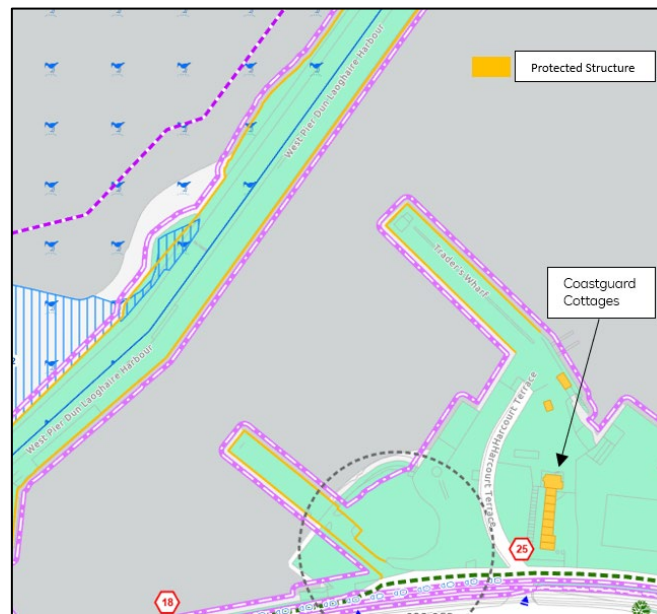 West Pier Dun Laoghaire Harbour
Protected Structure
Trader's Wharf
Coastguard
Cottages
West Pier Dun Laoghaire Harbour
Harcourt Terrace
Harcourt Terrace
25
18